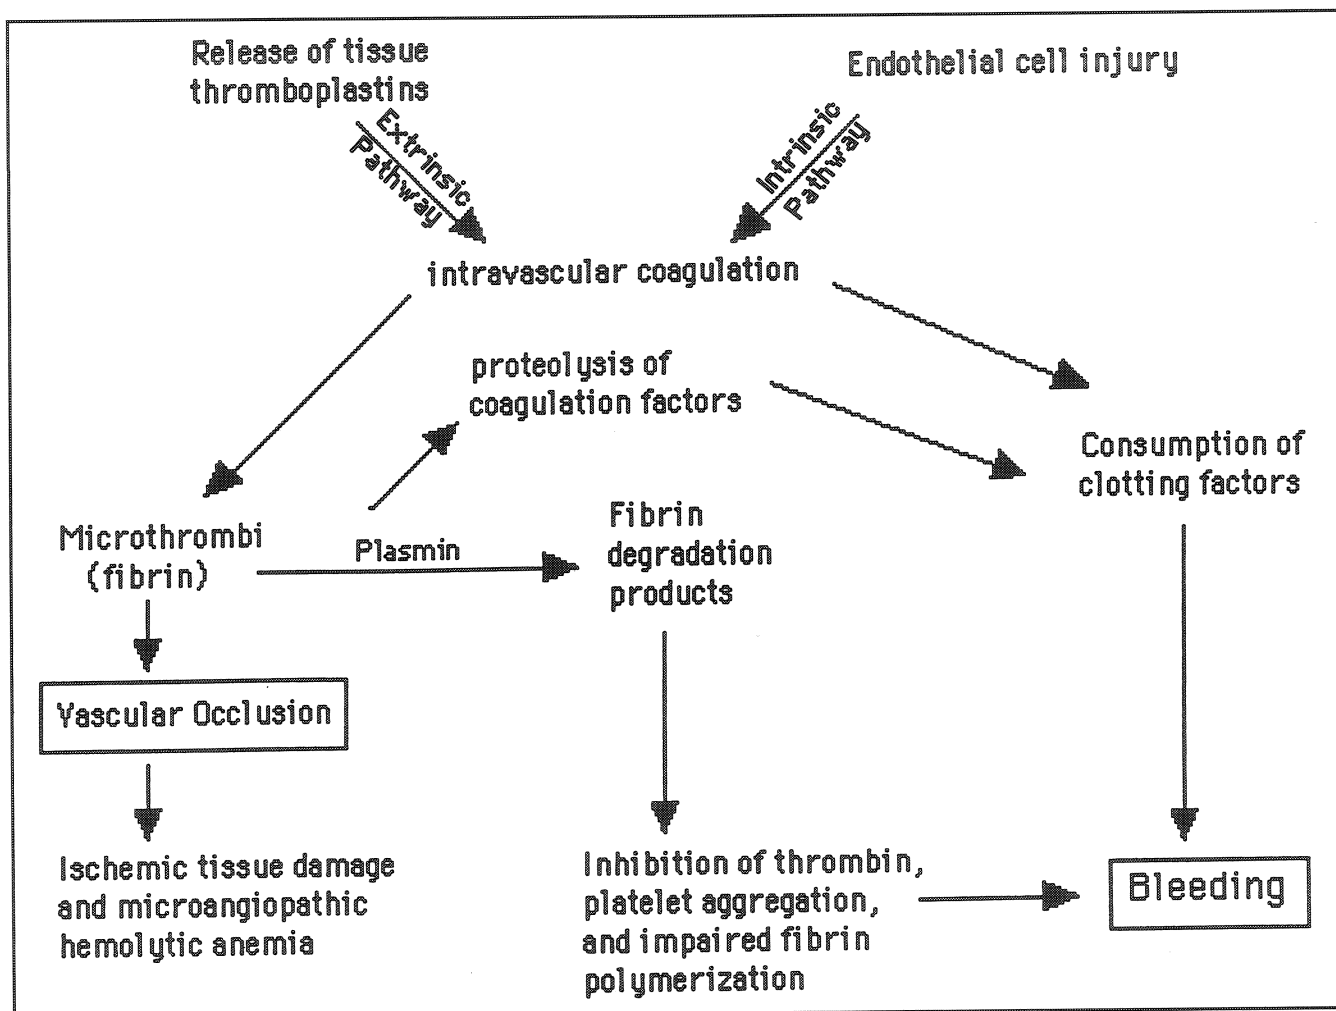 Release of tissue
thromboplastins
Endothelial cell injury
Extrinsic
Pathway
Intrinsic
Pathway
intravascular coagulation
proteolysis of
coagulation factors
Consumption of
clotting factors
Microthrombi
(fibrin)
Plasmin
Fibrin
degradation
products
Vascular Occlusion
Ischemic tissue damage
and microangiopathic
hemolytic anemia
Inhibition of thrombin,
platelet aggregation,
and impaired fibrin
polymerization
Bleeding